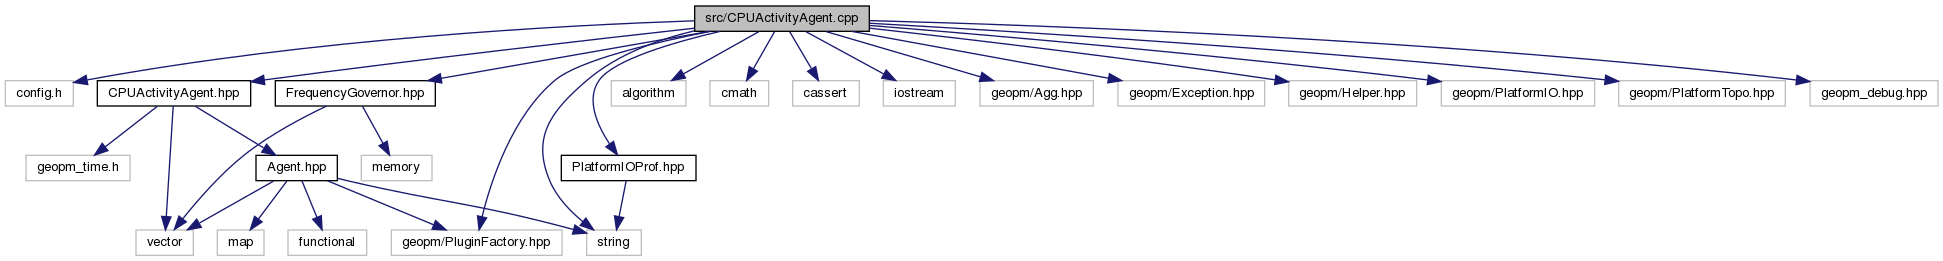 src/CPUActivityAgent.cpp
config.h
CPUActivityAgent.hpp
FrequencyGovernor.hpp
algorithm
cmath
cassert
iostream
geopm/Agg.hpp
geopm/Exception.hpp
geopm/Helper.hpp
geopm/PlatformIO.hpp
geopm/PlatformTopo.hpp
geopm_debug.hpp
geopm_time.h
Agent.hpp
memory
PlatformIOProf.hpp
vector
map
functional
geopm/PluginFactory.hpp
string